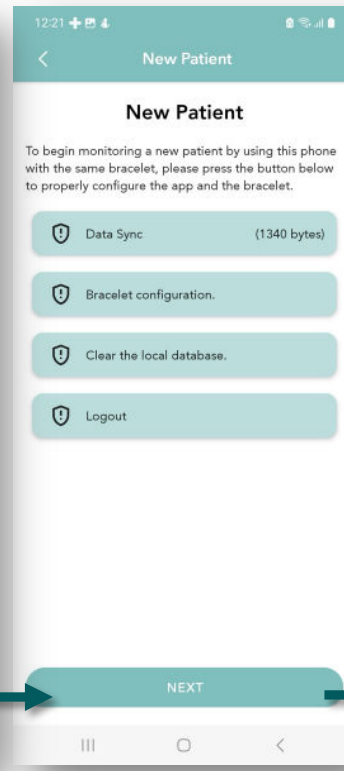 12:21
New Patient
New Patient
To begin monitoring a new patient by using this phone
with the same bracelet, please press the button below
to properly configure the app and the bracelet.
Data Sync (1340 bytes)
Bracelet configuration.
Clear the local database.
Logout
NEXT